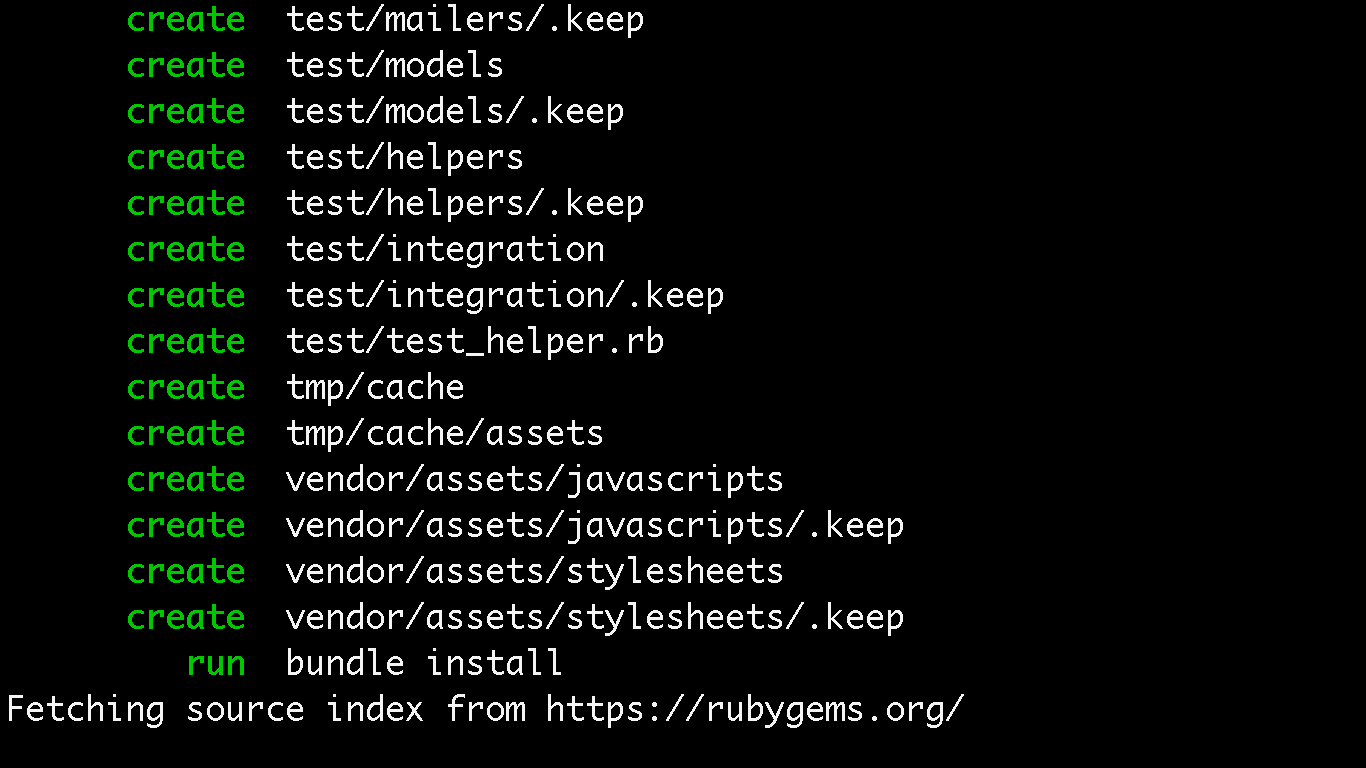 create test/mailers/.keep
create test/models
create test/models/.keep
create test/helpers
create test/helpers/.keep
create test/integration
create test/integration/.keep
create test/test_helper.rb
create tmp/cache
create tmp/cache/assets
create vendor/assets/javascripts
create vendor/assets/javascripts/.keep
create vendor/assets/stylesheets
create vendor/assets/stylesheets/.keep
run bundle install
Fetching source index from https://rubygems.org/